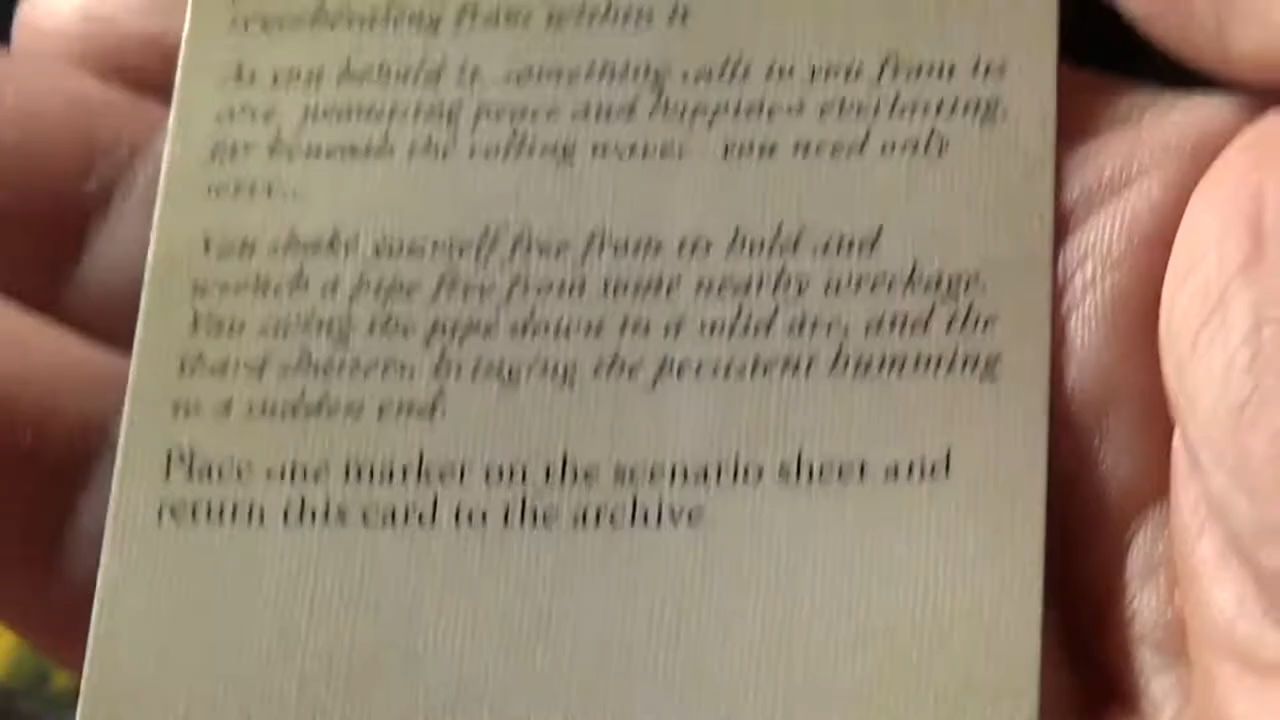 reverberating from within it
As you behold it, something calls to you from its
core, promising peace and happiness everlasting,
yet beneath the rolling waves. You need only
You shake yourself free from its hold and
wrench a pipe free from some nearby wreckage.
You swing the pipe down in a wild arc, and the
shatters, bringing the persistent humming
to a sudden end.
Place one marker on the scenario sheet and
return this card to the archive